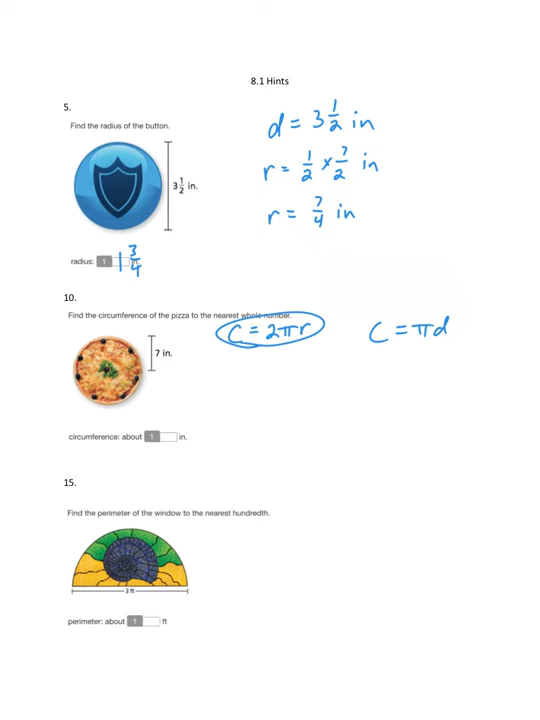 8.1 Hints
5.
Find the radius of the button.
3 1/2 in.
d = 3 1/2 in
r = 1/2 × 7/2 in
r = 7/4 in
radius: 1 1 3/4 in.
10.
Find the circumference of the pizza to the nearest whole number.
C = 2πr
C = πd
7 in.
circumference: about 1 in.
15.
Find the perimeter of the window to the nearest hundredth.
3 ft
perimeter: about 1 ft